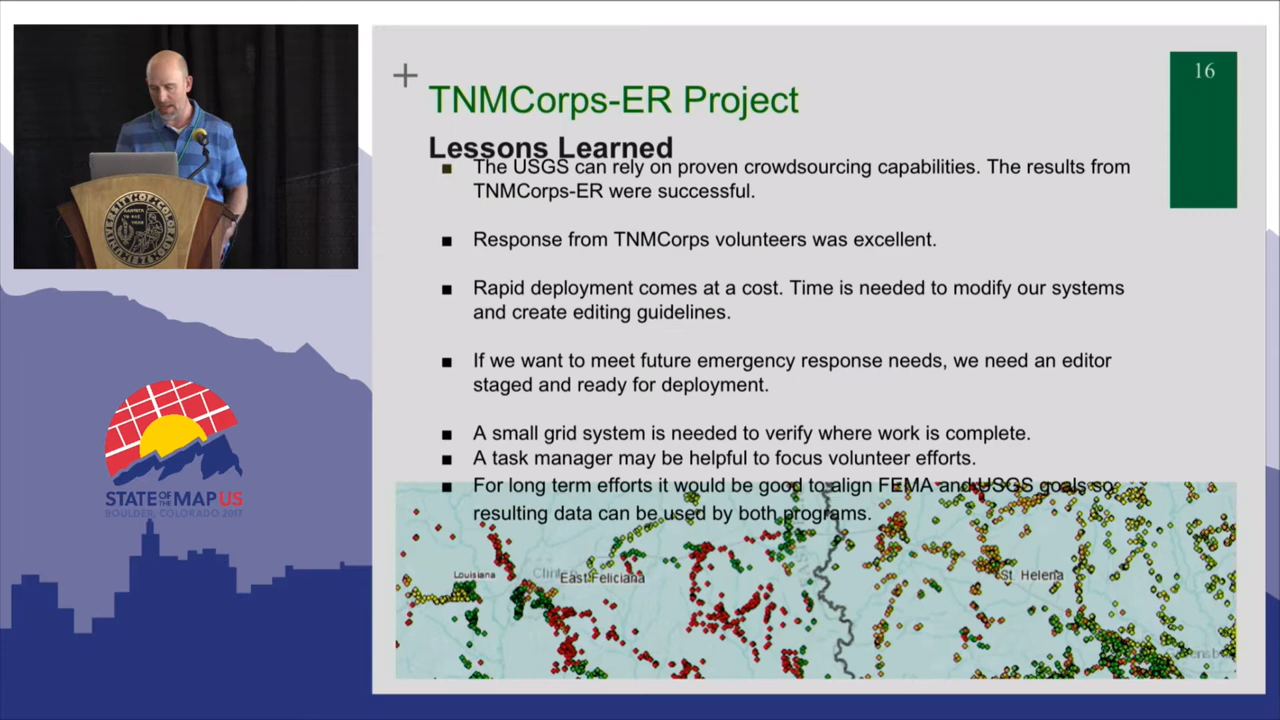 16
+
TNMCorps-ER Project
Lessons Learned
■ The USGS can rely on proven crowdsourcing capabilities. The results from
TNMCorps-ER were successful.
■ Response from TNMCorps volunteers was excellent.
■ Rapid deployment comes at a cost. Time is needed to modify our systems
and create editing guidelines.
■ If we want to meet future emergency response needs, we need an editor
staged and ready for deployment.
■ A small grid system is needed to verify where work is complete.
■ A task manager may be helpful to focus volunteer efforts.
■ For long term efforts it would be good to align FEMA and USGS goals so
resulting data can be used by both programs.
Louisiana
East Feliciana
St. Helena
UNIVERSITY OF COLORADO
STATE OF THE MAP US
BOULDER, COLORADO 2017